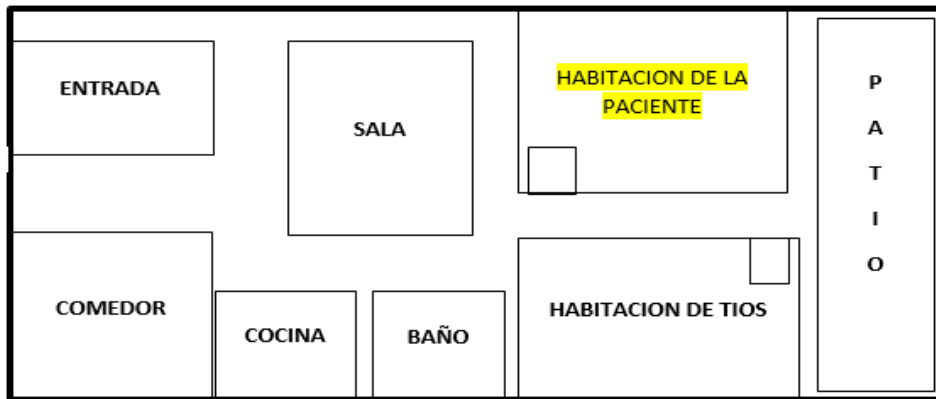 ENTRADA
SALA
HABITACION DE LA
PACIENTE
P
A
T
I
O
COMEDOR
COCINA
BAÑO
HABITACION DE TIOS